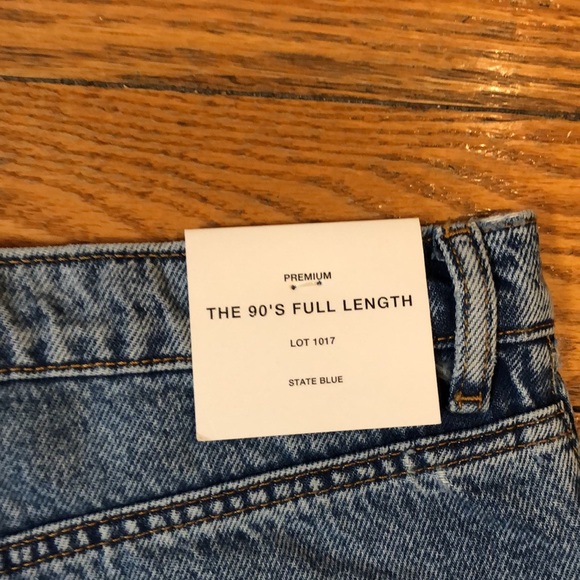 PREMIUM
THE 90'S FULL LENGTH
LOT 1017
STATE BLUE